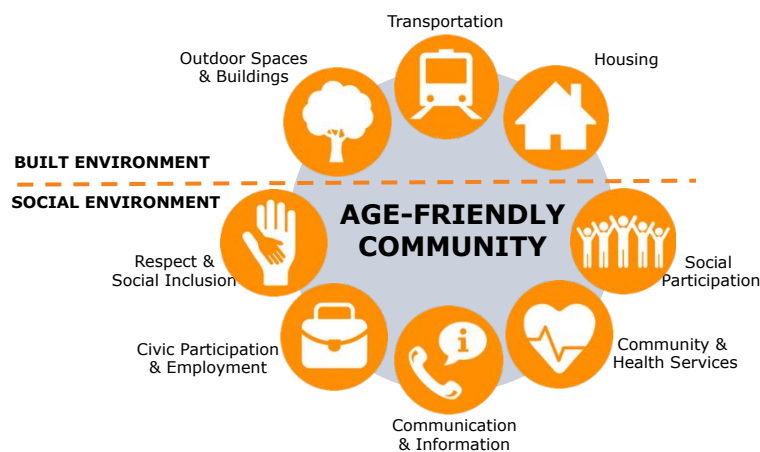 Transportation
Outdoor Spaces
& Buildings
Housing
BUILT ENVIRONMENT
SOCIAL ENVIRONMENT
AGE-FRIENDLY
COMMUNITY
Respect &
Social Inclusion
Social
Participation
Civic Participation
& Employment
i
Community &
Health Services
Communication
& Information